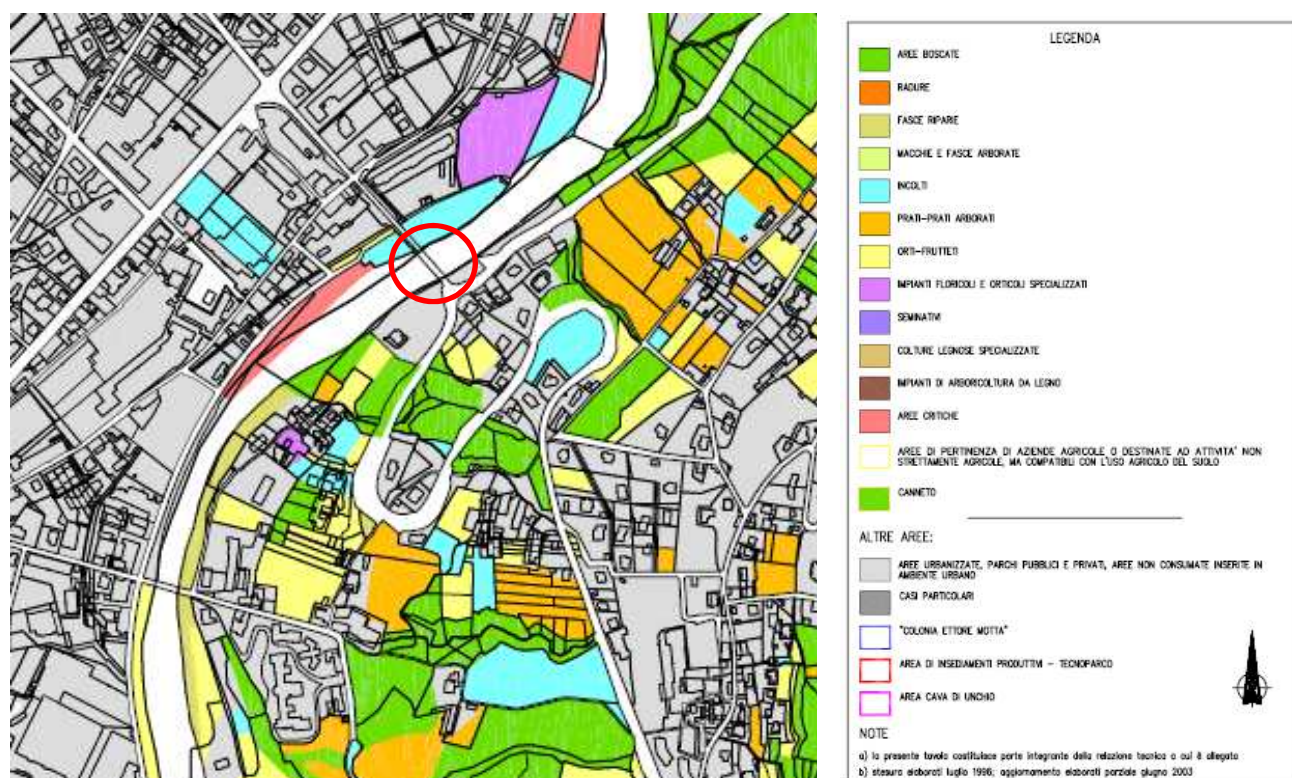 LEGENDA
AREE BOSCATE
RADURE
FASCE RIPARIE
MACCHIE E FASCE ARBORATE
INCOLTI
PRATI-PRATI ARBORATI
ORTI-FRUTTETI
IMPIANTI FLORICOLI E ORTICOLI SPECIALIZZATI
SEMINATIVI
COLTURE LEGNOSE SPECIALIZZATE
IMPIANTI DI ARBORICOLTURA DA LEGNO
AREE CRITICHE
AREE DI PERTINENZA DI AZIENDE AGRICOLE O DESTINATE AD ATTIVITA' NON
STRETTAMENTE AGRICOLE, MA COMPATIBILI CON L'USO AGRICOLO DEL SUOLO
CANNETO
ALTRE AREE:
AREE URBANIZZATE, PARCHI PUBBLICI E PRIVATI, AREE NON CONSUMATE INSERITE IN
AMBIENTE URBANO
CASI PARTICOLARI
"COLONIA ETTORE MOTTA"
AREA DI INSEDIAMENTI PRODUTTIVI - TECNOPARCO
AREA CAVA DI UNCHIO
NOTE
a) la presente tavola costituisce parte integrante della relazione tecnica a cui è allegata
b) stesura elaborati luglio 1996; aggiornamento elaborati parziale giugno 2003